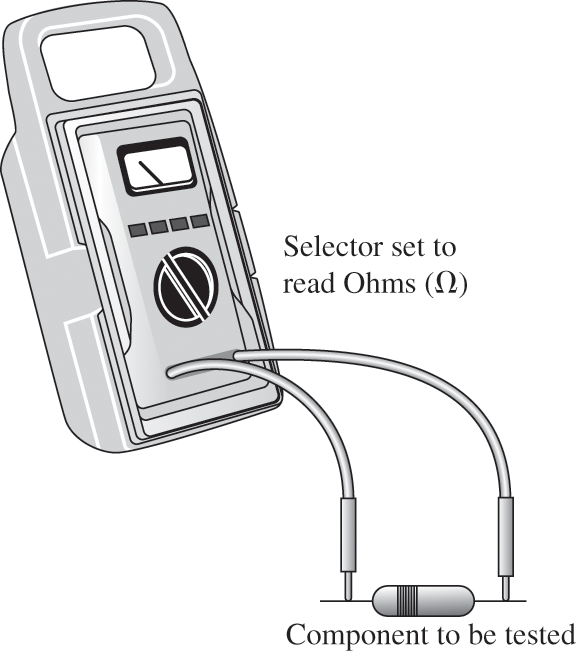 Selector set to
read Ohms (Ω)
Component to be tested